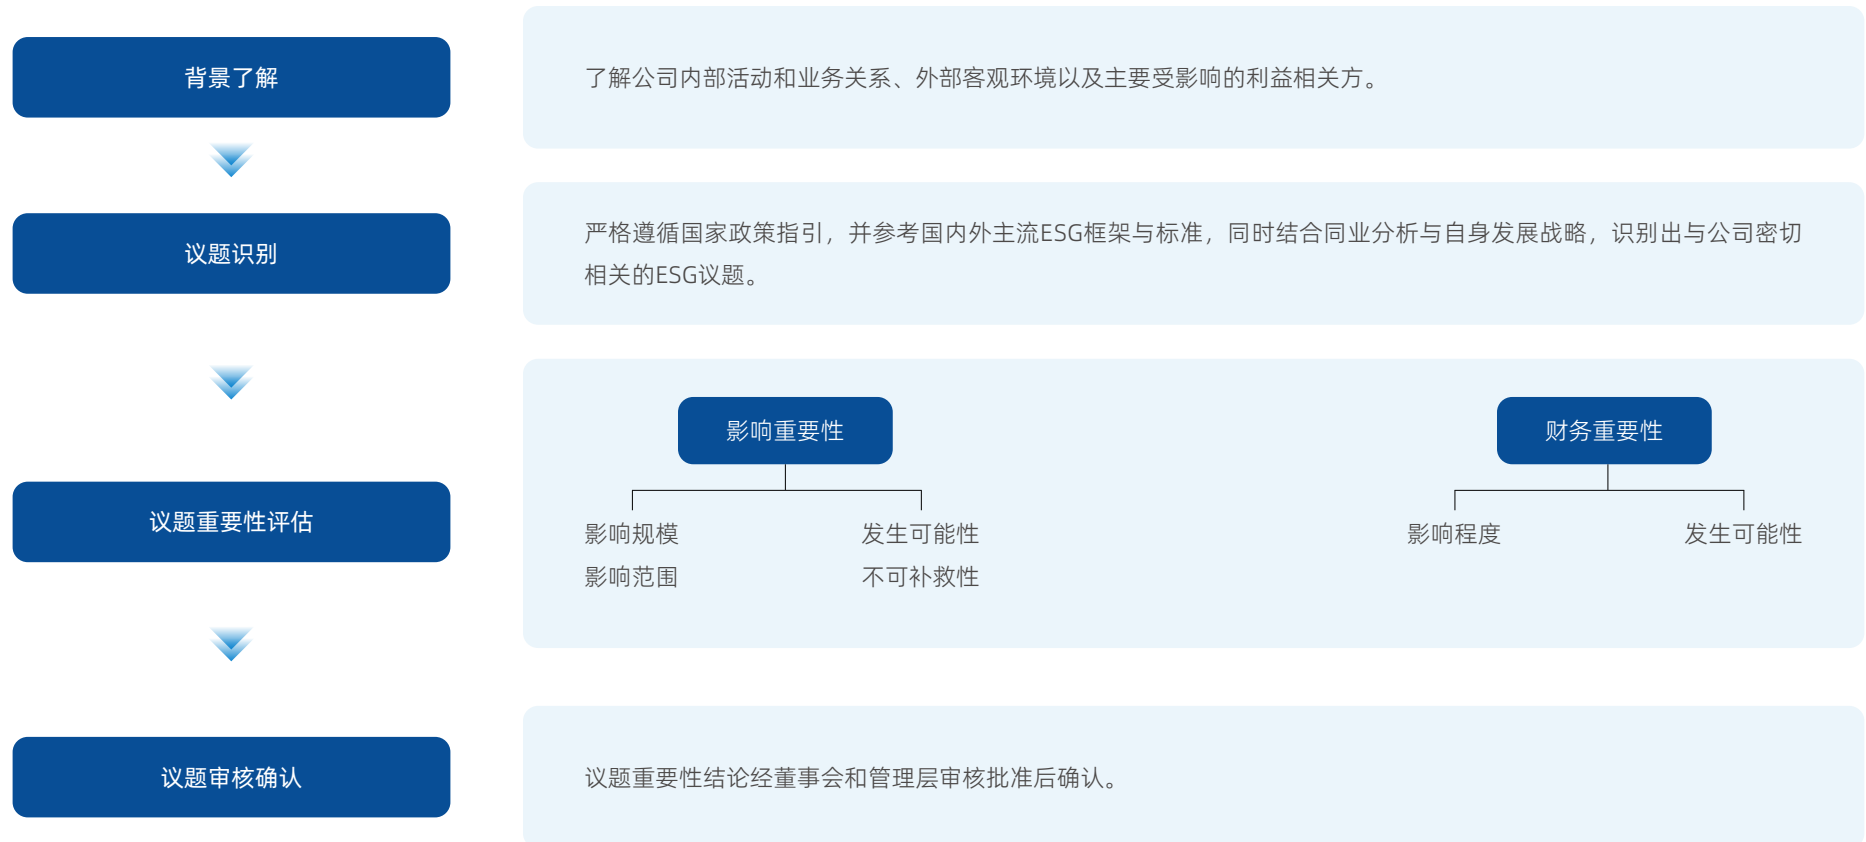 背景了解
了解公司内部活动和业务关系、外部客观环境以及主要受影响的利益相关方。
议题识别
严格遵循国家政策指引，并参考国内外主流ESG框架与标准，同时结合同业分析与自身发展战略，识别出与公司密切
相关的ESG议题。
议题重要性评估
影响重要性
影响规模
影响范围
发生可能性
不可补救性
财务重要性
影响程度
发生可能性
议题审核确认
议题重要性结论经董事会和管理层审核批准后确认。